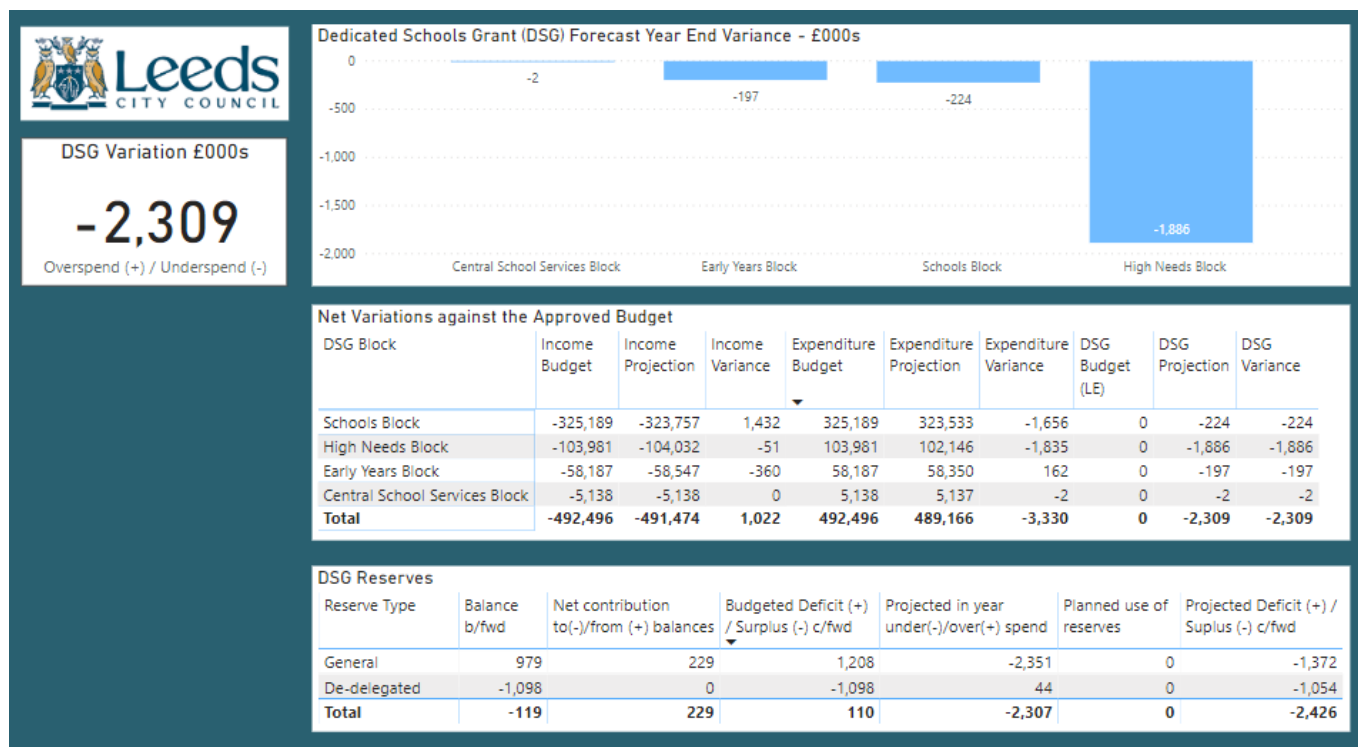 Leeds
CITY COUNCIL
DSG Variation £000s
-2,309
Overspend (+) / Underspend (-)
Dedicated Schools Grant (DSG) Forecast Year End Variance - £000s
0
-500
-1,000
-1,500
-2,000
-2
-197
-224
-1,886
Central School Services Block
Early Years Block
Schools Block
High Needs Block
Net Variations against the Approved Budget
DSG Block Income Budget Income Projection Income Variance Expenditure Budget Expenditure Projection Expenditure Variance DSG Budget (LE) DSG Projection DSG Variance
Schools Block -325,189 -323,757 1,432 325,189 323,533 -1,656 0 -224 -224
High Needs Block -103,981 -104,032 -51 103,981 102,146 -1,835 0 -1,886 -1,886
Early Years Block -58,187 -58,547 -360 58,187 58,350 162 0 -197 -197
Central School Services Block -5,138 -5,138 0 5,138 5,137 -2 0 -2 -2
Total -492,496 -491,474 1,022 492,496 489,166 -3,330 0 -2,309 -2,309
DSG Reserves
Reserve Type Balance b/fwd Net contribution to(-)/from (+) balances Budgeted Deficit (+) / Surplus (-) c/fwd Projected in year under(-)/over(+) spend Planned use of reserves Projected Deficit (+) / Suplus (-) c/fwd
General 979 229 1,208 -2,351 0 -1,372
De-delegated -1,098 0 -1,098 44 0 -1,054
Total -119 229 110 -2,307 0 -2,426